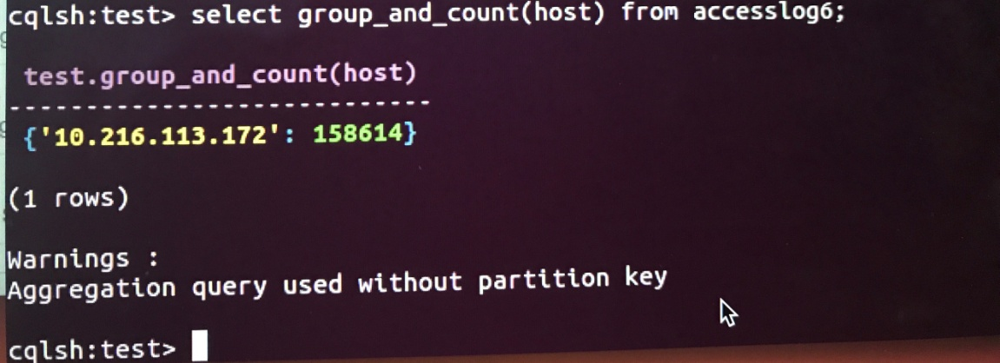 cqlsh:test> select group_and_count(host) from accesslog6;
test.group_and_count(host)
-----------------------------
{'10.216.113.172': 158614}
(1 rows)
Warnings :
Aggregation query used without partition key
cqlsh:test>